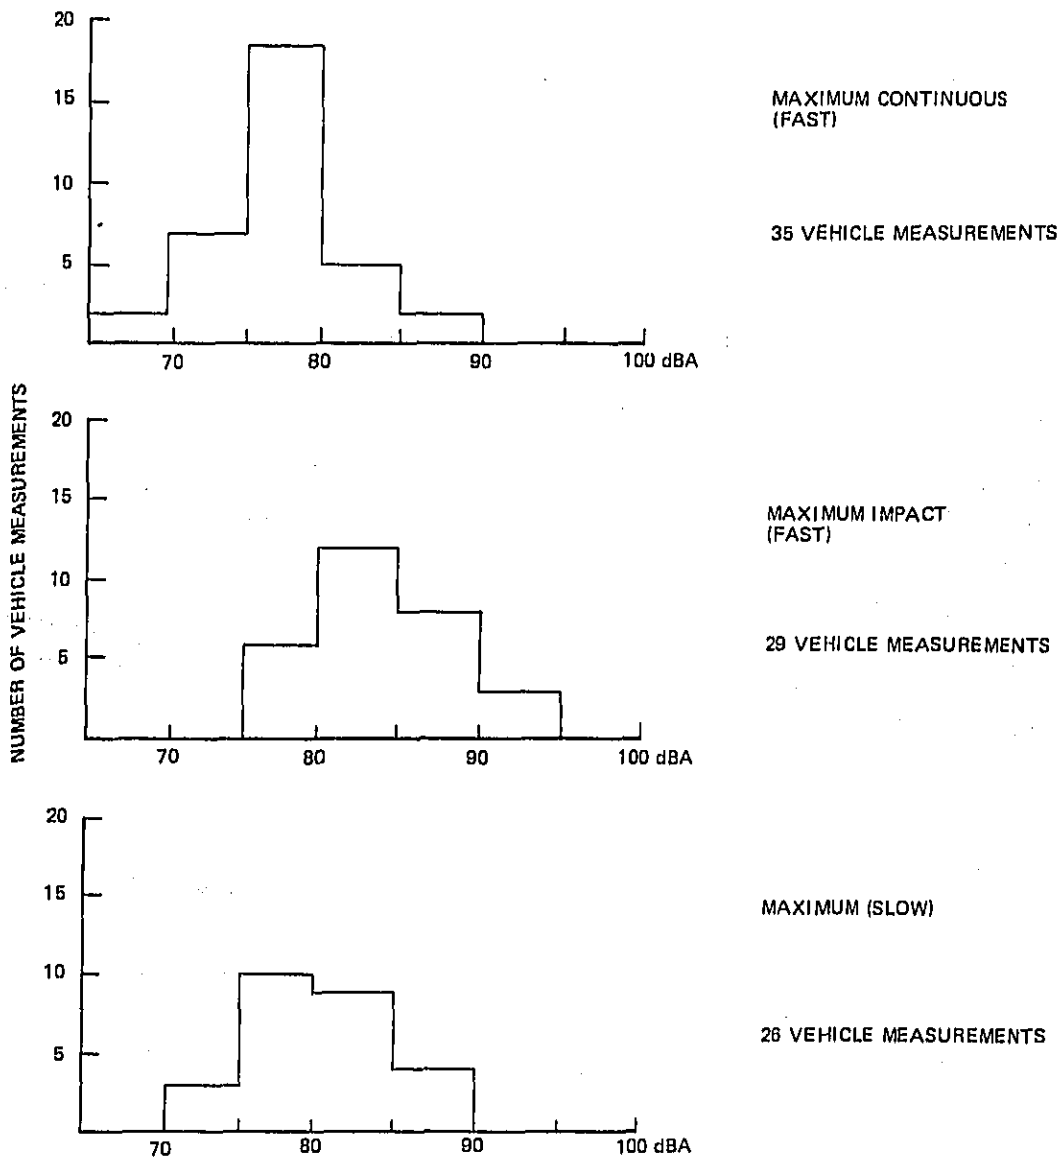 NUMBER OF VEHICLE MEASUREMENTS
20
15
10
5
70 80 90 100 dBA
MAXIMUM CONTINUOUS
(FAST)
35 VEHICLE MEASUREMENTS
20
15
10
5
70 80 90 100 dBA
MAXIMUM IMPACT
(FAST)
29 VEHICLE MEASUREMENTS
20
15
10
5
70 80 90 100 dBA
MAXIMUM (SLOW)
26 VEHICLE MEASUREMENTS